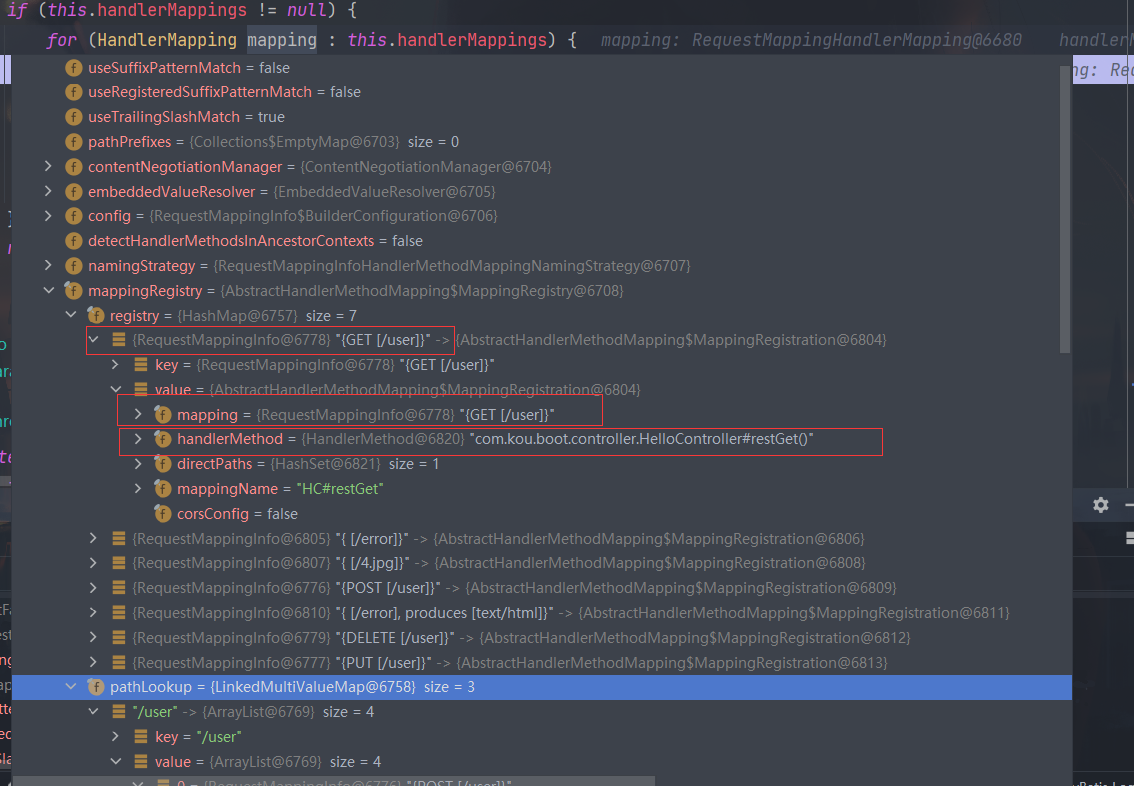 if (this.handlerMappings != null) {
for (HandlerMapping mapping : this.handlerMappings) { mapping: RequestMappingHandlerMapping@6680
useSuffixPatternMatch = false
useRegisteredSuffixPatternMatch = false
useTrailingSlashMatch = true
pathPrefixes = {Collections$EmptyMap@6703} size = 0
contentNegotiationManager = {ContentNegotiationManager@6704}
embeddedValueResolver = {EmbeddedValueResolver@6705}
config = {RequestMappingInfo$BuilderConfiguration@6706}
detectHandlerMethodsInAncestorContexts = false
namingStrategy = {RequestMappingInfoHandlerMethodMappingNamingStrategy@6707}
mappingRegistry = {AbstractHandlerMethodMapping$MappingRegistry@6708}
registry = {HashMap@6757} size = 7
{RequestMappingInfo@6778} "{GET [/user]}" -> {AbstractHandlerMethodMapping$MappingRegistration@6804}
key = {RequestMappingInfo@6778} "{GET [/user]}"
value = {AbstractHandlerMethodMapping$MappingRegistration@6804}
mapping = {RequestMappingInfo@6778} "{GET [/user]}"
handlerMethod = {HandlerMethod@6820} "com.kou.boot.controller.HelloController#restGet()"
directPaths = {HashSet@6821} size = 1
mappingName = "HC#restGet"
corsConfig = false
{RequestMappingInfo@6805} "{ [/error]}" -> {AbstractHandlerMethodMapping$MappingRegistration@6806}
{RequestMappingInfo@6807} "{ [/4.jpg]}" -> {AbstractHandlerMethodMapping$MappingRegistration@6808}
{RequestMappingInfo@6776} "{POST [/user]}" -> {AbstractHandlerMethodMapping$MappingRegistration@6809}
{RequestMappingInfo@6810} "{ [/error], produces [text/html]}" -> {AbstractHandlerMethodMapping$MappingRegistration@6811}
{RequestMappingInfo@6779} "{DELETE [/user]}" -> {AbstractHandlerMethodMapping$MappingRegistration@6812}
{RequestMappingInfo@6777} "{PUT [/user]}" -> {AbstractHandlerMethodMapping$MappingRegistration@6813}
pathLookup = {LinkedMultiValueMap@6758} size = 3
"/user" -> {ArrayList@6769} size = 4
key = "/user"
value = {ArrayList@6769} size = 4
0 = {RequestMappingInfo@6776} "{POST [/user]}"